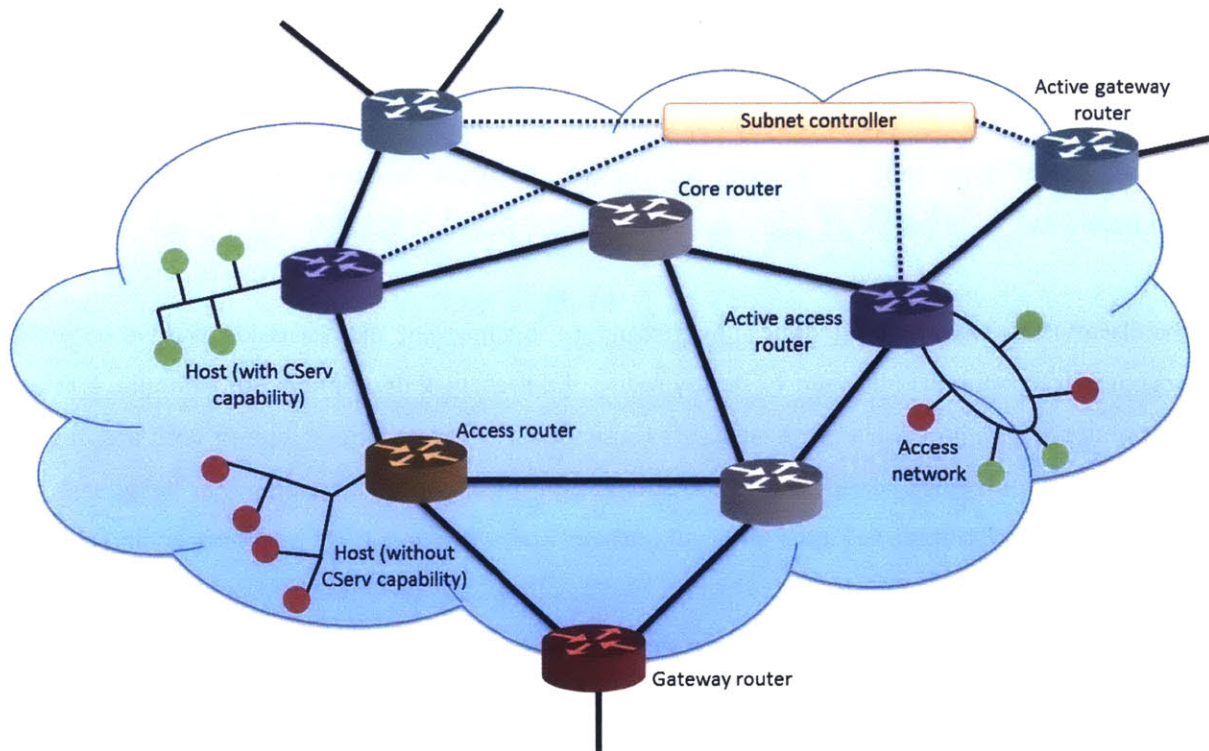 Active gateway
router
Subnet controller
Core router
Active access
router
Host (with CServ
capability)
Access router
Access
network
Host (without
CServ capability)
Gateway router